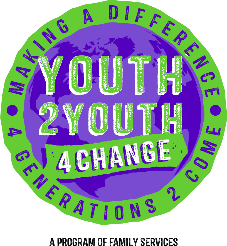 MAKING A DIFFERENCE
YOUTH
2YOUTH
4CHANGE
4 GENERATIONS 2 COME
A PROGRAM OF FAMILY SERVICES